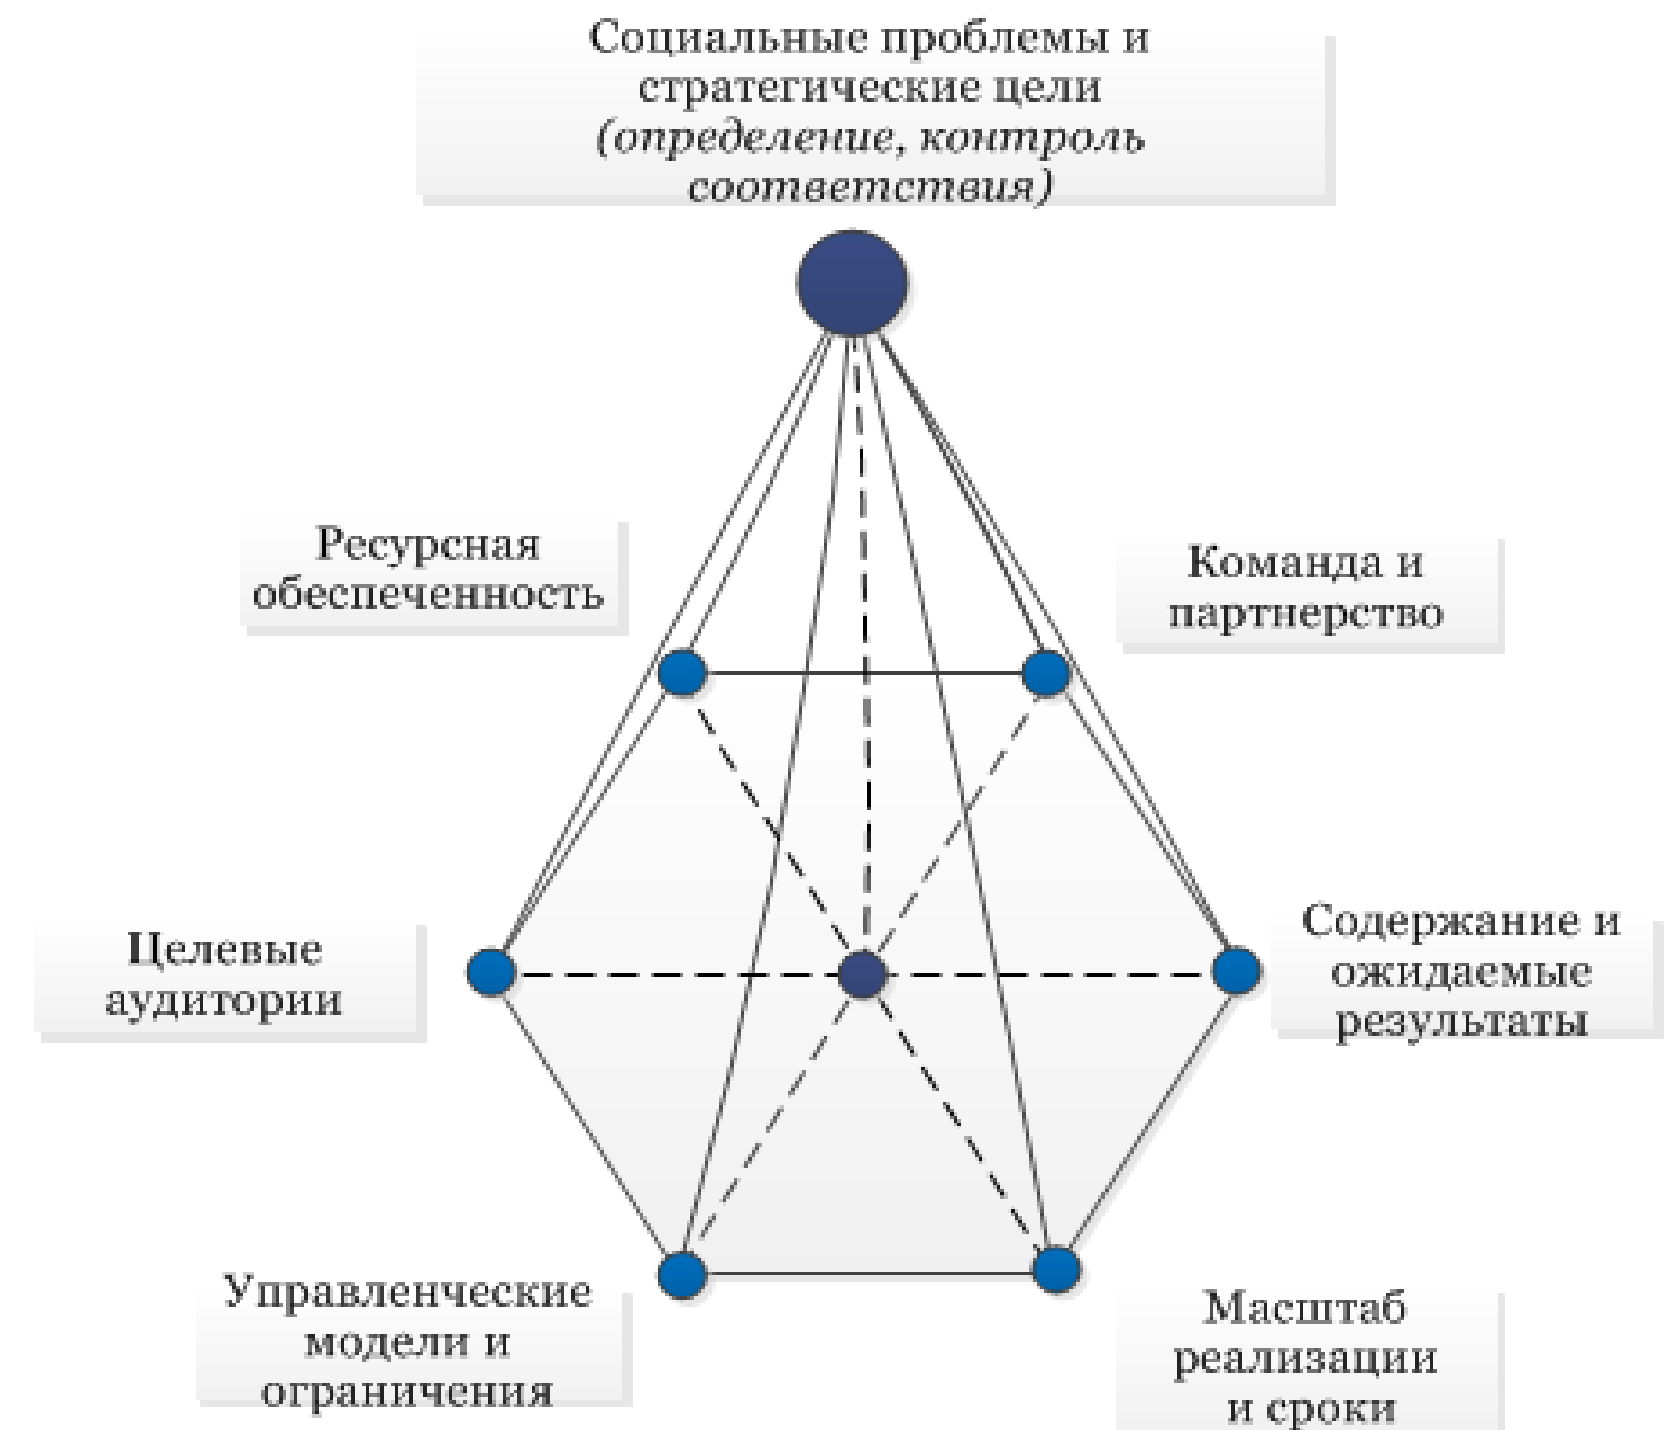 Социальные проблемы и
стратегические цели
(определение, контроль
соответствия)
Ресурсная
обеспеченность
Команда и
партнерство
Целевые
аудитории
Содержание и
ожидаемые
результаты
Управленческие
модели и
ограничения
Масштаб
реализации
и сроки